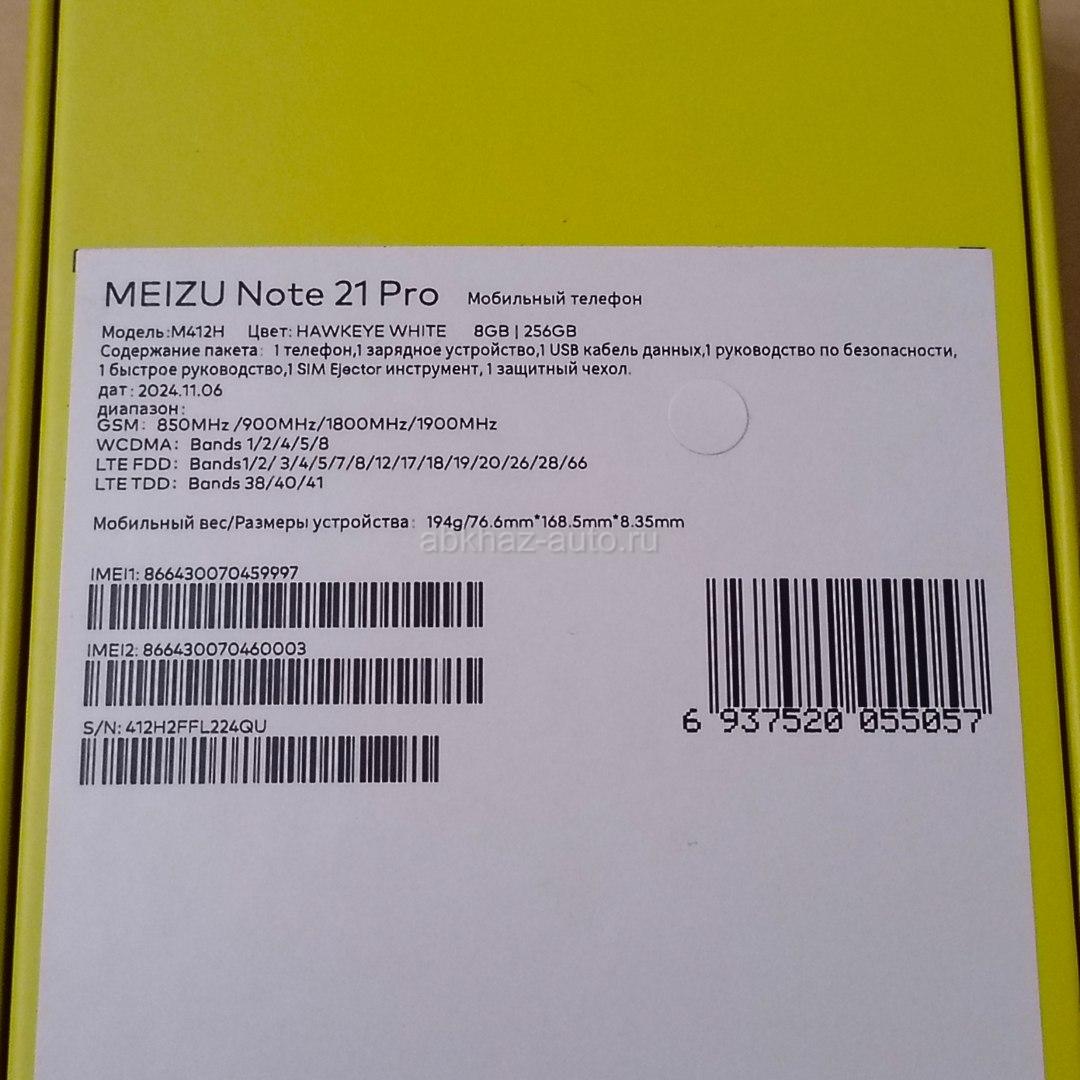 MEIZU Note 21 Pro Мобильный телефон
Модель:M412H Цвет: HAWKEYE WHITE 8GB | 256GB
Содержание пакета: 1 телефон,1 зарядное устройство,1 USB кабель данных,1 руководство по безопасности,
1 быстрое руководство,1 SIM Ejector инструмент, 1 защитный чехол.
дат: 2024.11.06
диапазон:
GSM: 850MHz /900MHz/1800MHz/1900MHz
WCDMA: Bands 1/2/4/5/8
LTE FDD: Bands1/2/ 3/4/5/7/8/12/17/18/19/20/26/28/66
LTE TDD: Bands 38/40/41
Мобильный вес/Размеры устройства: 194g/76.6mm*168.5mm*8.35mm
abkhaz-auto.ru
IMEI1: 866430070459997
IMEI2: 866430070460003
S/N: 412H2FFL224QU
6 937520 055057